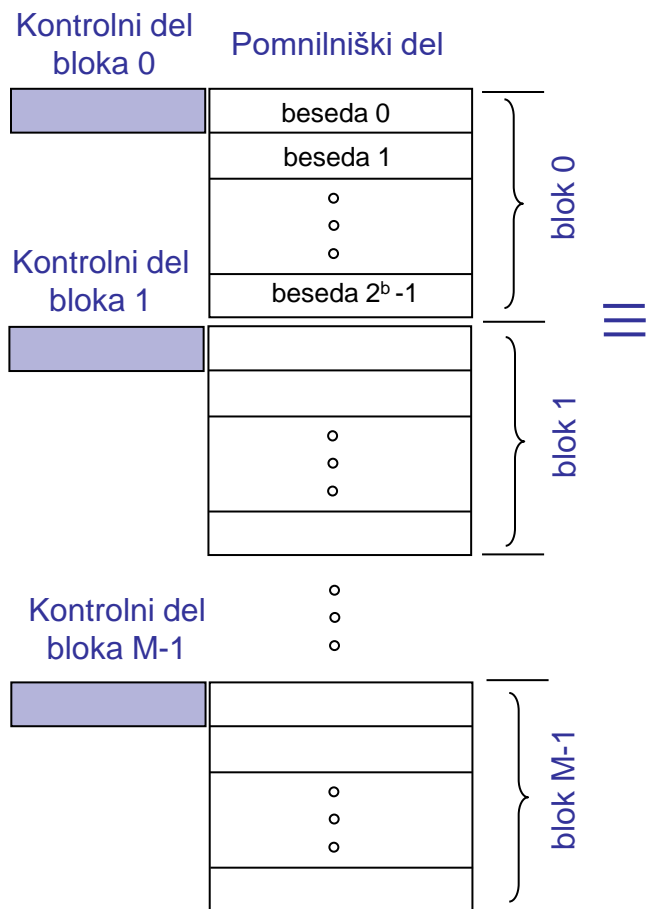 Kontrolni del
bloka 0
Pomnilniški del
beseda 0
beseda 1
beseda 2ᵇ -1
blok 0
Kontrolni del
bloka 1
blok 1
Kontrolni del
bloka M-1
blok M-1